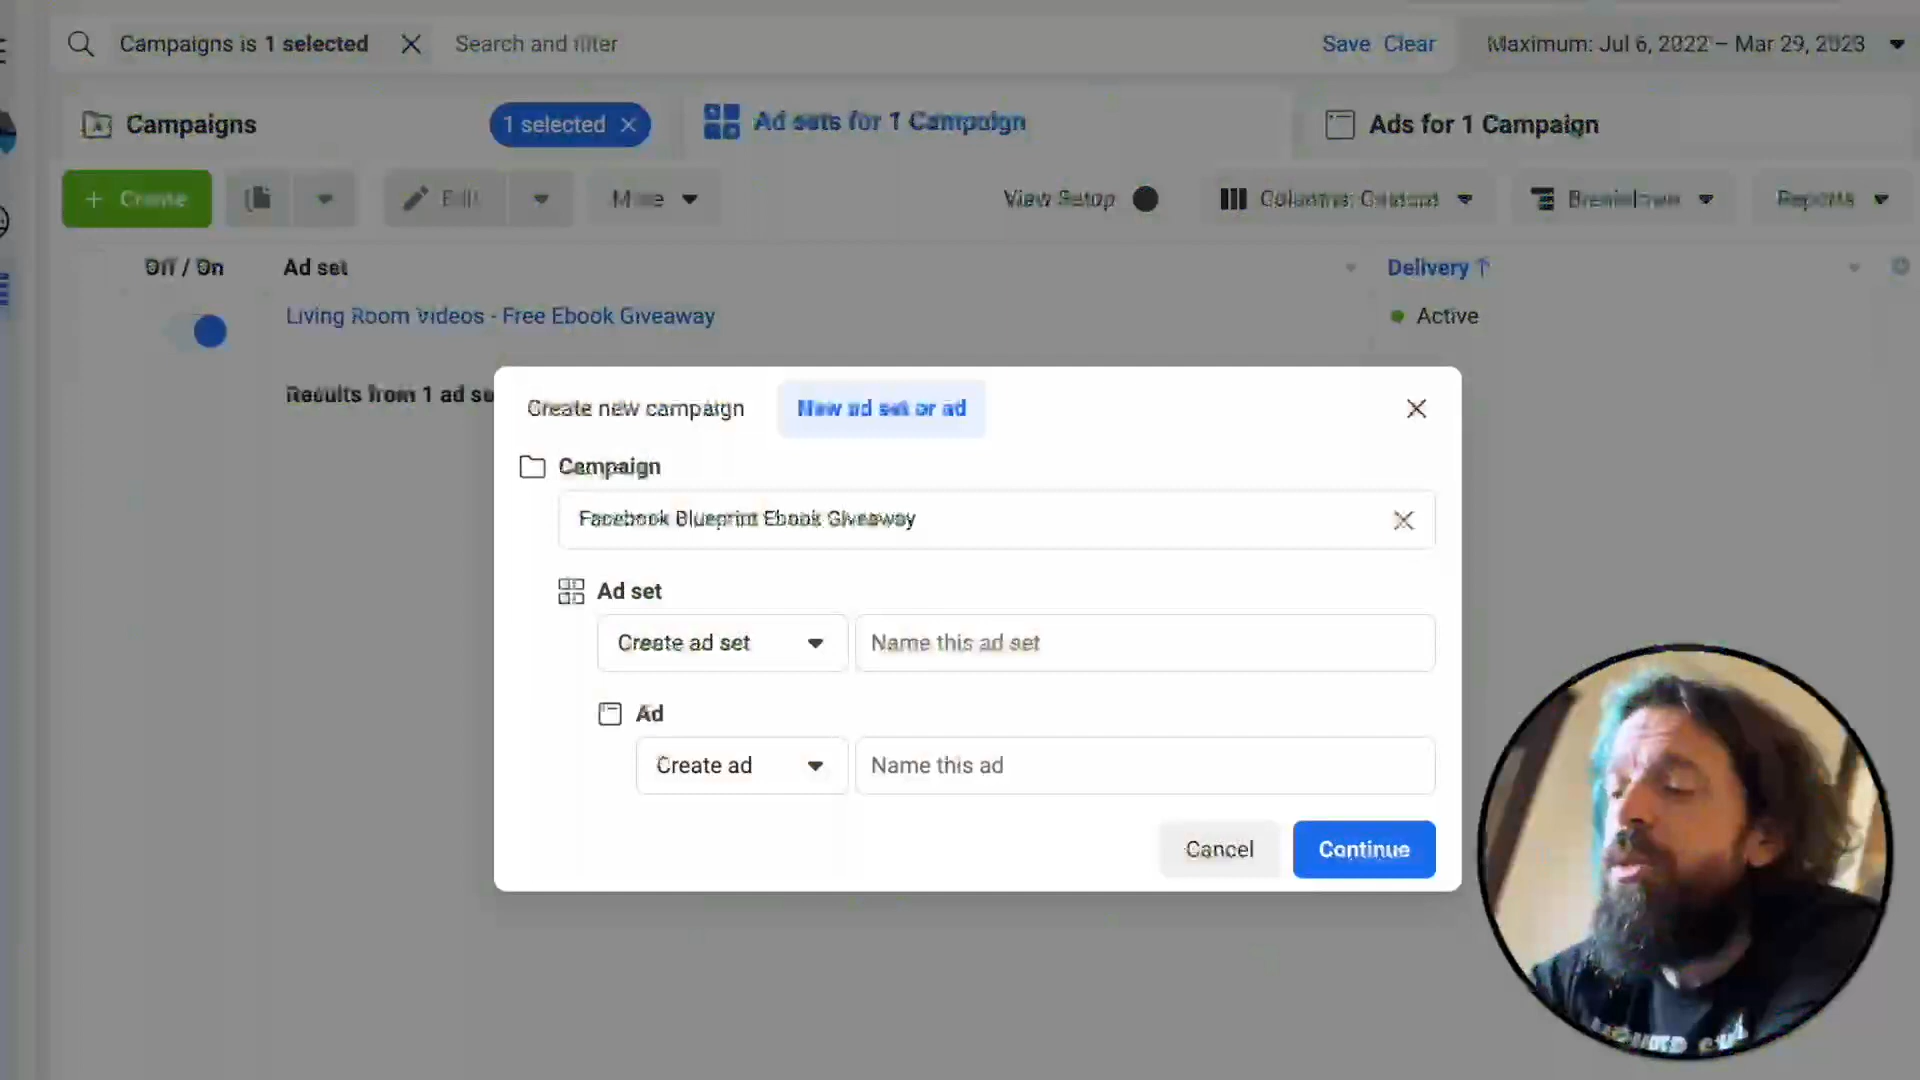 Campaigns is 1 selected Search and filter Save Clear Maximum: Jul 6, 2022 – Mar 29, 2023
Campaigns 1 selected Ad sets for 1 Campaign Ads for 1 Campaign
+ Create Edit More View Setup Columns: Custom Breakdown Reports
Off / On Ad set Delivery ↑
Living Room Videos - Free Ebook Giveaway Active
Results from 1 ad se
Create new campaign New ad set or ad
Campaign
Facebook Blueprint Ebook Giveaway
Ad set
Create ad set Name this ad set
Ad
Create ad Name this ad
Cancel Continue